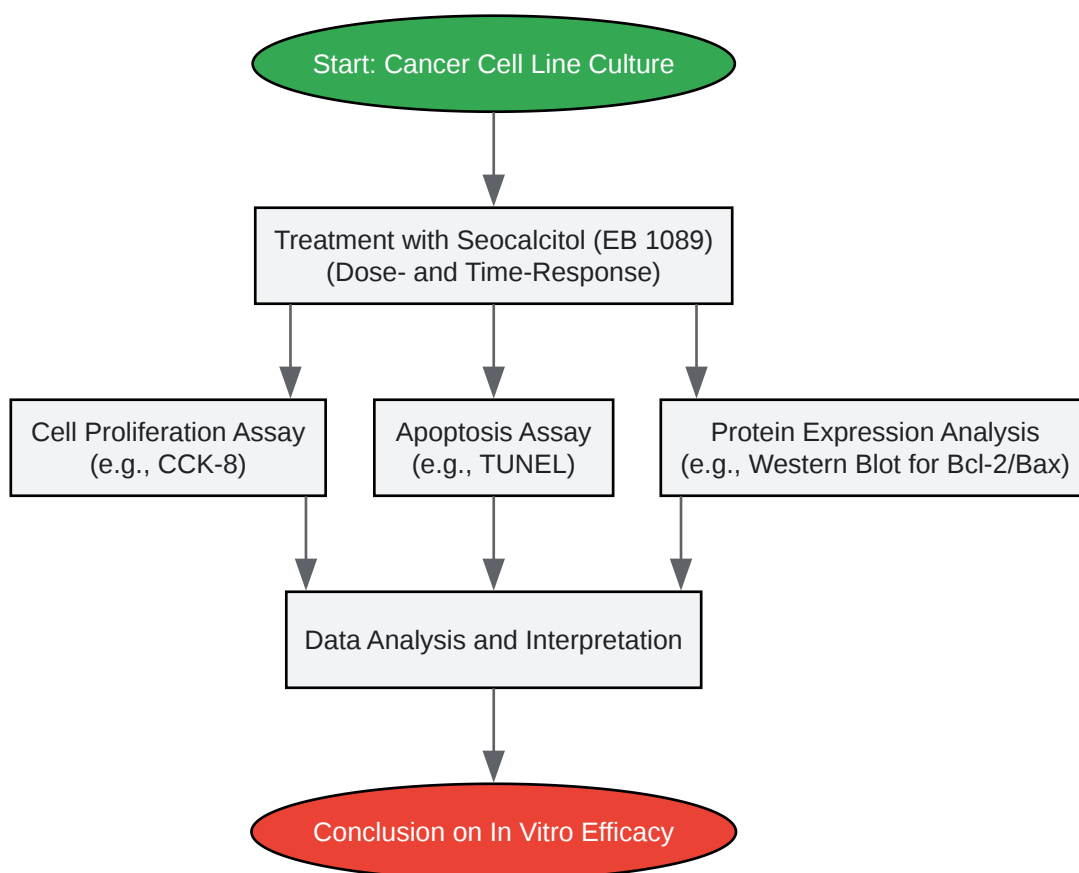 Start: Cancer Cell Line Culture
Treatment with Seocalcitol (EB 1089)
(Dose- and Time-Response)
Cell Proliferation Assay
(e.g., CCK-8)
Apoptosis Assay
(e.g., TUNEL)
Protein Expression Analysis
(e.g., Western Blot for Bcl-2/Bax)
Data Analysis and Interpretation
Conclusion on In Vitro Efficacy